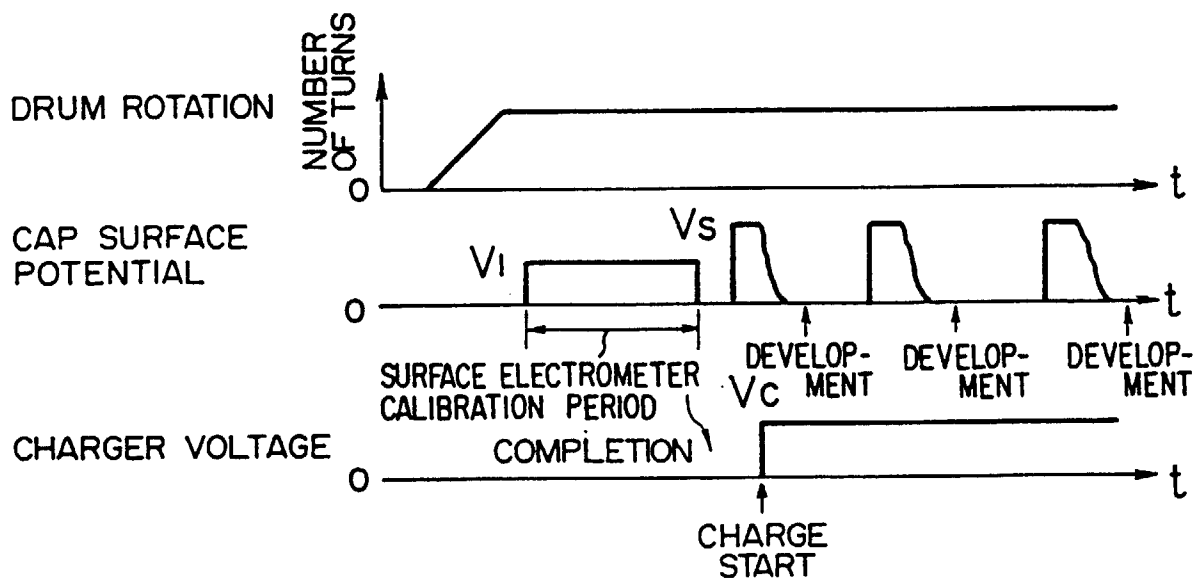 NUMBER
OF TURNS
DRUM ROTATION
0
t
CAP SURFACE
POTENTIAL
V1
VS
0
t
SURFACE ELECTROMETER
CALIBRATION PERIOD
DEVELOP-
MENT
DEVELOP-
MENT
DEVELOP-
MENT
VC
COMPLETION
CHARGER VOLTAGE
0
t
CHARGE
START